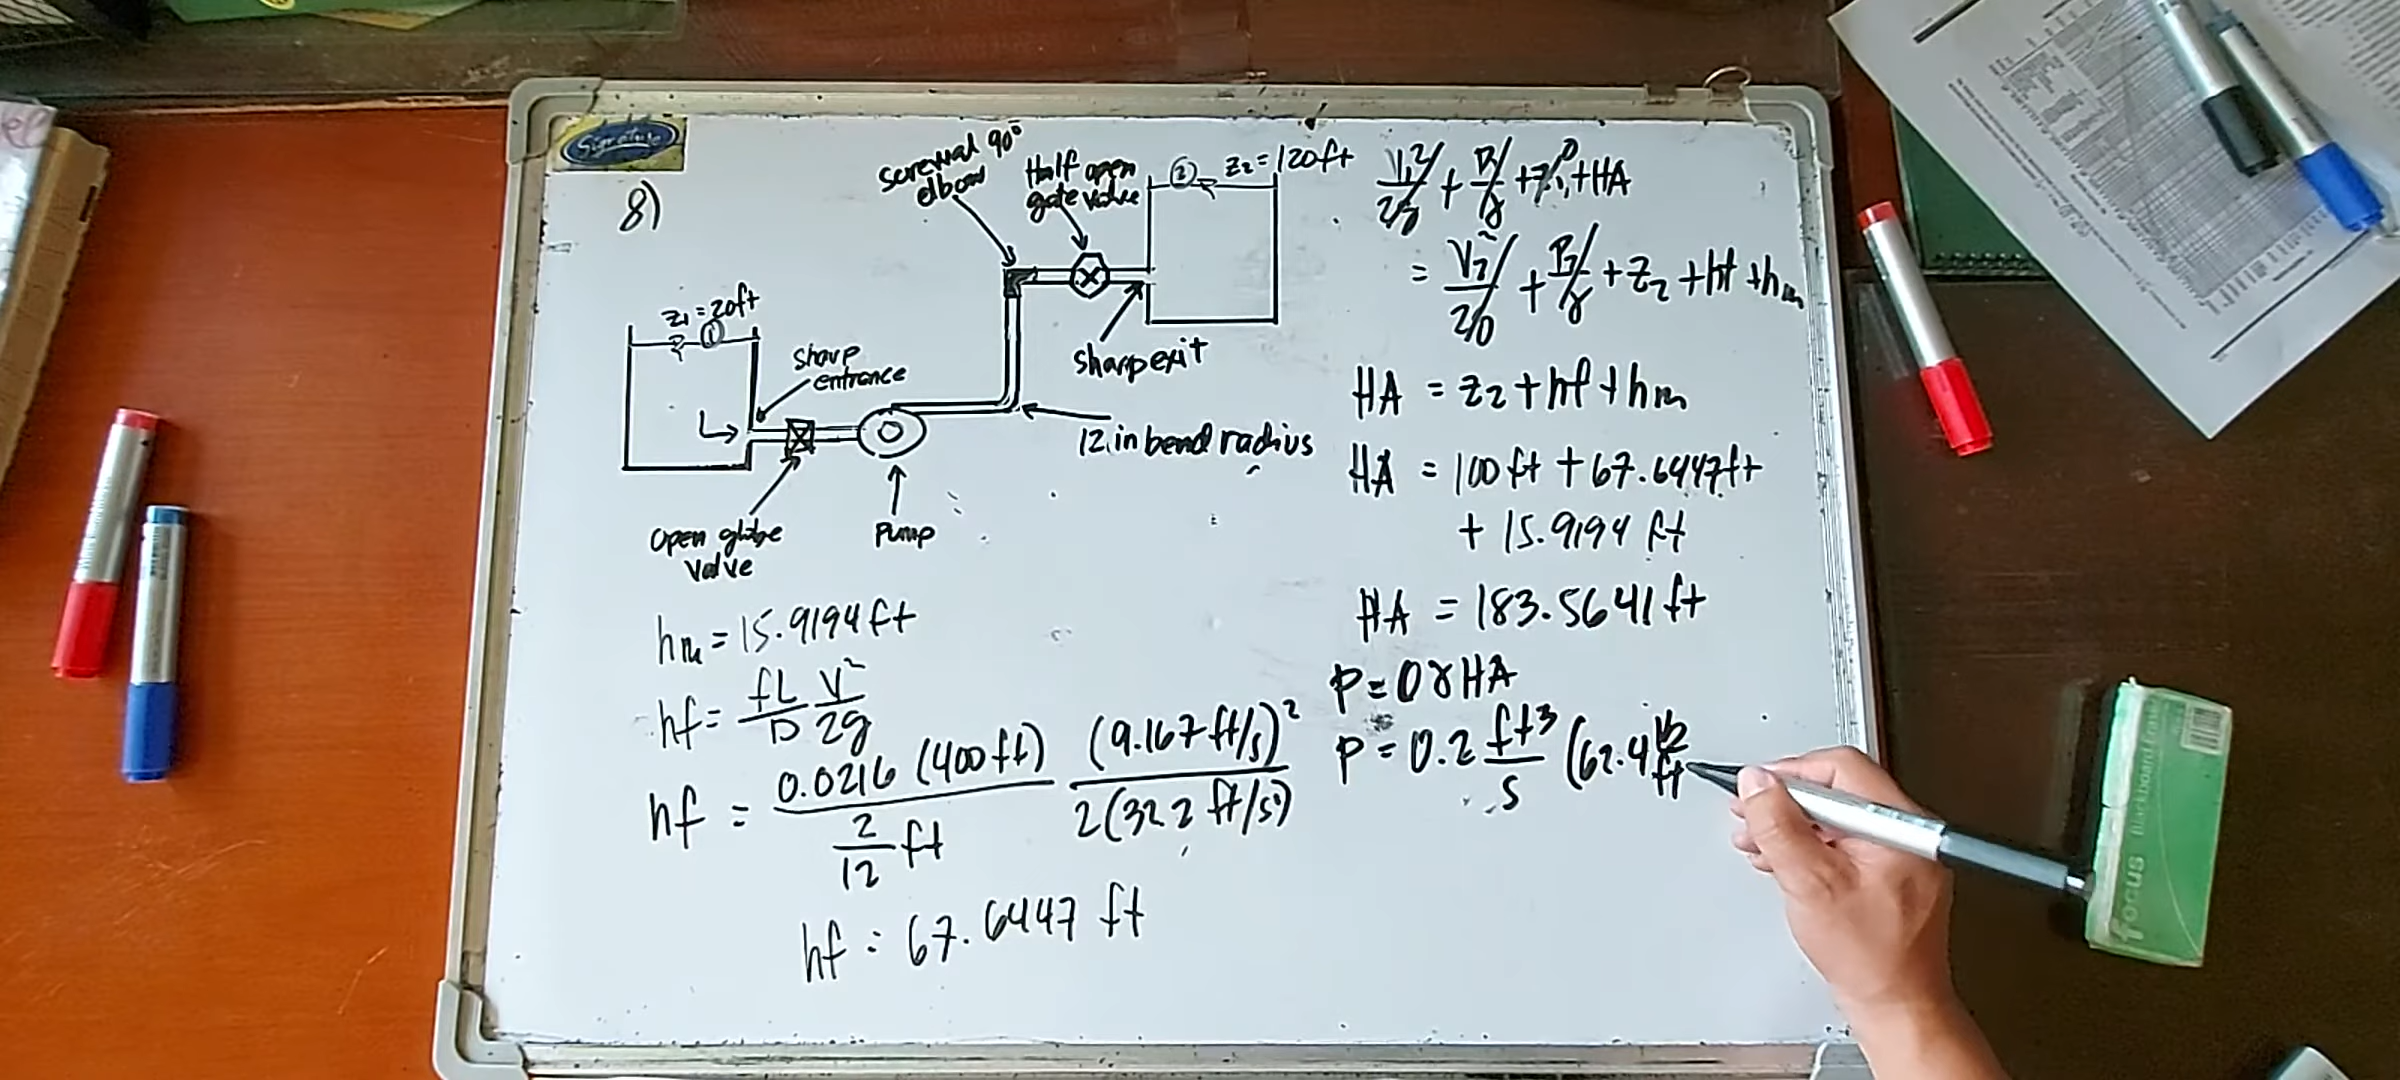 Signature
8)
screwed 90°
elbow
Half open
gate valve
② z₂ = 120ft
z₁ = 20ft
①
sharp
entrance
sharp exit
12 in bend radius
open globe
valve
Pump
hm = 15.9194 ft
hf = fL/D V²/2g
hf = 0.0216 (400 ft) / (2/12 ft) (9.167 ft/s)² / 2(32.2 ft/s²)
hf = 67.6447 ft
V₁²/2g + P₁/γ + z₁⁰ + HA
= V₂²/2g + P₂/γ + z₂ + hf + hm
HA = z₂ + hf + hm
HA = 100 ft + 67.6447 ft
+ 15.9194 ft
HA = 183.5641 ft
P = QγHA
P = 0.2 ft³/s (62.4 lb/ft
focus